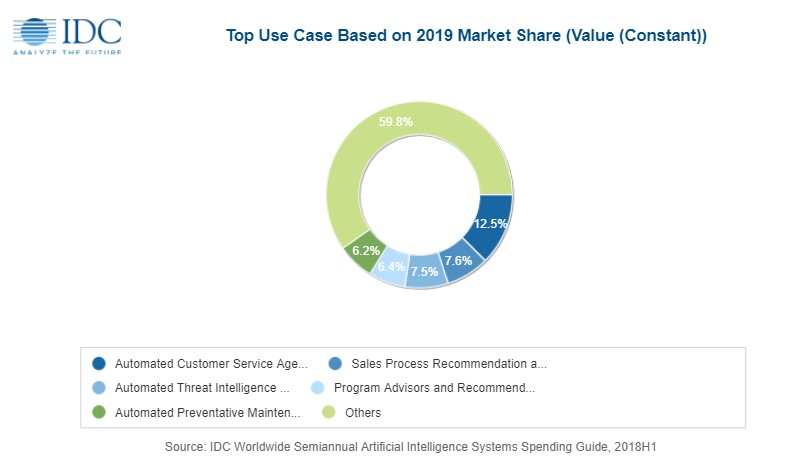 IDC
ANALYZE THE FUTURE
Top Use Case Based on 2019 Market Share (Value (Constant))
59.8%
12.5%
7.6%
7.5%
6.4%
6.2%
Automated Customer Service Age...
Sales Process Recommendation a...
Automated Threat Intelligence ...
Program Advisors and Recommend...
Automated Preventative Mainten...
Others
Source: IDC Worldwide Semiannual Artificial Intelligence Systems Spending Guide, 2018H1